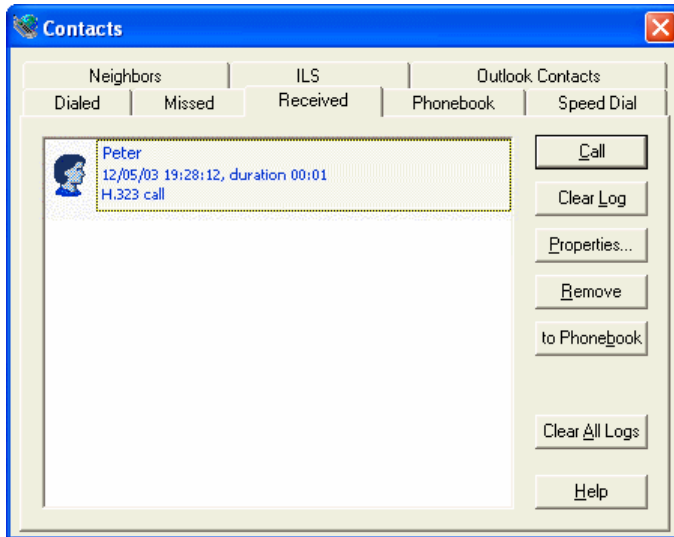 Contacts
Neighbors ILS Outlook Contacts
Dialed Missed Received Phonebook Speed Dial
Peter
12/05/03 19:28:12, duration 00:01
H.323 call
Call
Clear Log
Properties...
Remove
to Phonebook
Clear All Logs
Help